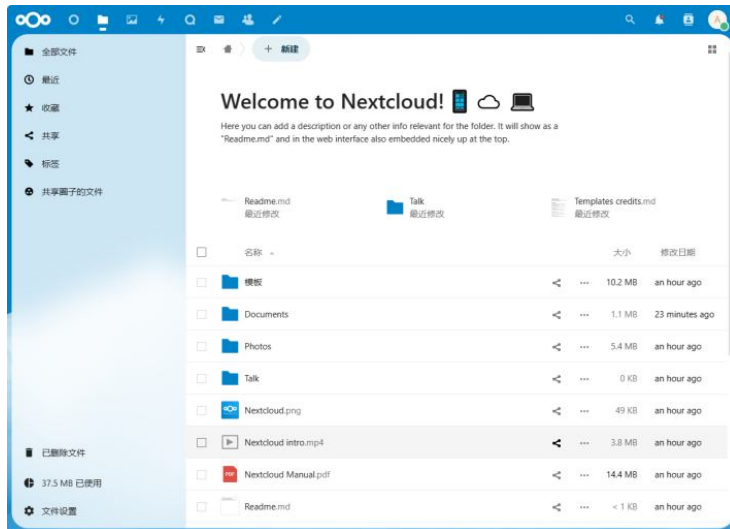 A
全部文件
最近
收藏
共享
标签
共享圈子的文件
已删除文件
37.5 MB 已使用
文件设置
+ 新建
Welcome to Nextcloud!
Here you can add a description or any other info relevant for the folder. It will show as a
"Readme.md" and in the web interface also embedded nicely up at the top.
Readme.md
最近修改
Talk
最近修改
Templates credits.md
最近修改
名称 大小 修改日期
模板 10.2 MB an hour ago
Documents 1.1 MB 23 minutes ago
Photos 5.4 MB an hour ago
Talk 0 KB an hour ago
Nextcloud.png 49 KB an hour ago
Nextcloud intro.mp4 3.8 MB an hour ago
PDF Nextcloud Manual.pdf 14.4 MB an hour ago
Readme.md < 1 KB an hour ago